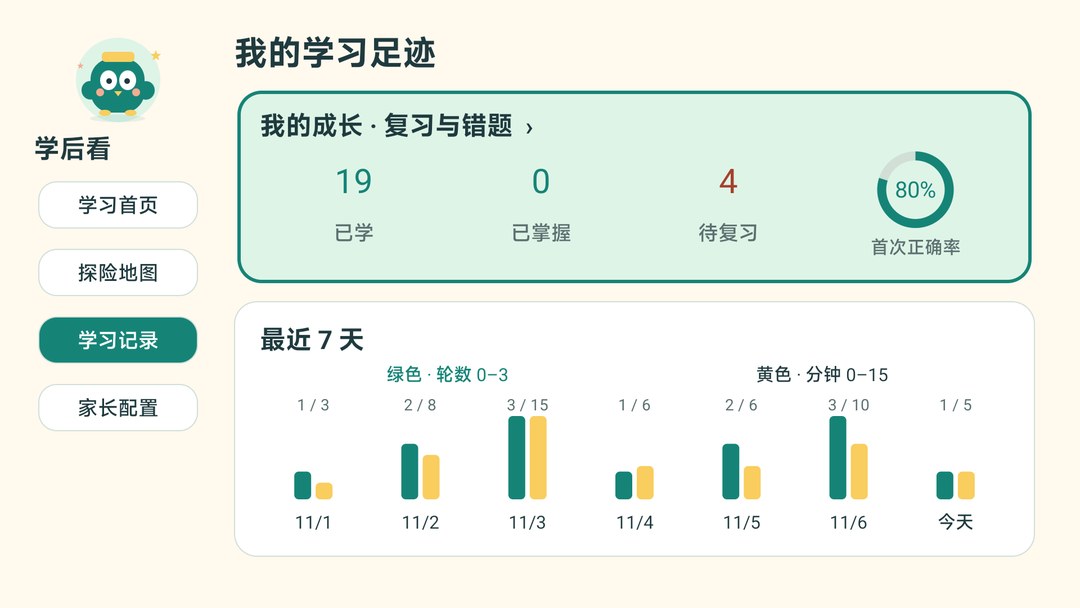 学后看
学习首页
探险地图
学习记录
家长配置
我的学习足迹
我的成长 · 复习与错题 ›
19
已学
0
已掌握
4
待复习
80%
首次正确率
最近 7 天
绿色 · 轮数 0–3
黄色 · 分钟 0–15
1 / 3
2 / 8
3 / 15
1 / 6
2 / 6
3 / 10
1 / 5
11/1
11/2
11/3
11/4
11/5
11/6
今天